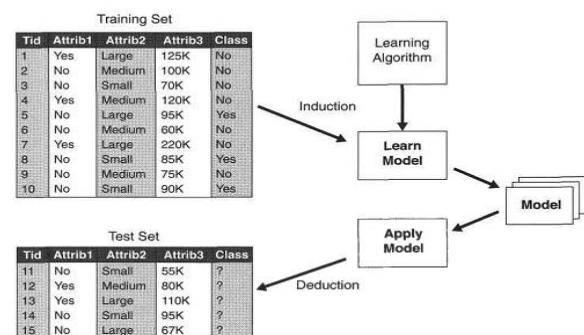 Training Set
Tid Attrib1 Attrib2 Attrib3 Class
1 Yes Large 125K No
2 No Medium 100K No
3 No Small 70K No
4 Yes Medium 120K No
5 No Large 95K Yes
6 No Medium 60K No
7 Yes Large 220K No
8 No Small 85K Yes
9 No Medium 75K No
10 No Small 90K Yes
Learning
Algorithm
Induction
Learn
Model
Model
Apply
Model
Deduction
Test Set
Tid Attrib1 Attrib2 Attrib3 Class
11 No Small 55K ?
12 Yes Medium 80K ?
13 Yes Large 110K ?
14 No Small 95K ?
15 No Large 67K ?